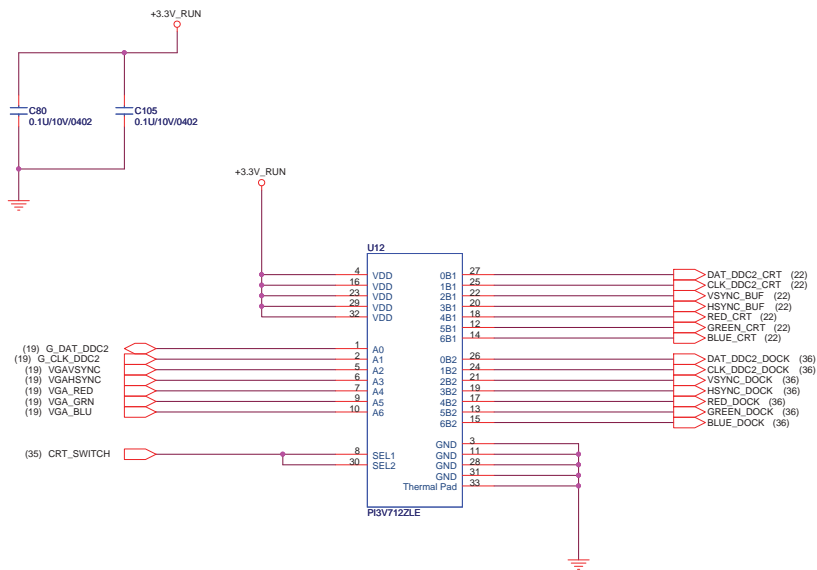 +3.3V_RUN
C80
0.1U/10V/0402
C105
0.1U/10V/0402
+3.3V_RUN
U12
4 VDD 0B1 27 DAT_DDC2_CRT (22)
16 VDD 1B1 25 CLK_DDC2_CRT (22)
23 VDD 2B1 22 VSYNC_BUF (22)
29 VDD 3B1 20 HSYNC_BUF (22)
32 VDD 4B1 18 RED_CRT (22)
5B1 12 GREEN_CRT (22)
6B1 14 BLUE_CRT (22)
(19) G_DAT_DDC2 1 A0
(19) G_CLK_DDC2 2 A1 0B2 26 DAT_DDC2_DOCK (36)
(19) VGAVSYNC 5 A2 1B2 24 CLK_DDC2_DOCK (36)
(19) VGAHSYNC 6 A3 2B2 21 VSYNC_DOCK (36)
(19) VGA_RED 7 A4 3B2 19 HSYNC_DOCK (36)
(19) VGA_GRN 9 A5 4B2 17 RED_DOCK (36)
(19) VGA_BLU 10 A6 5B2 13 GREEN_DOCK (36)
6B2 15 BLUE_DOCK (36)
GND 3
(35) CRT_SWITCH 8 SEL1 GND 11
30 SEL2 GND 28
GND 31
Thermal Pad 33
PI3V712ZLE